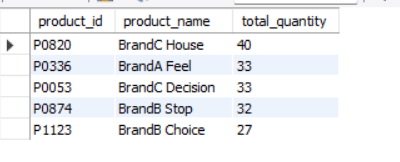 product_id product_name total_quantity
P0820 BrandC House 40
P0336 BrandA Feel 33
P0053 BrandC Decision 33
P0874 BrandB Stop 32
P1123 BrandB Choice 27